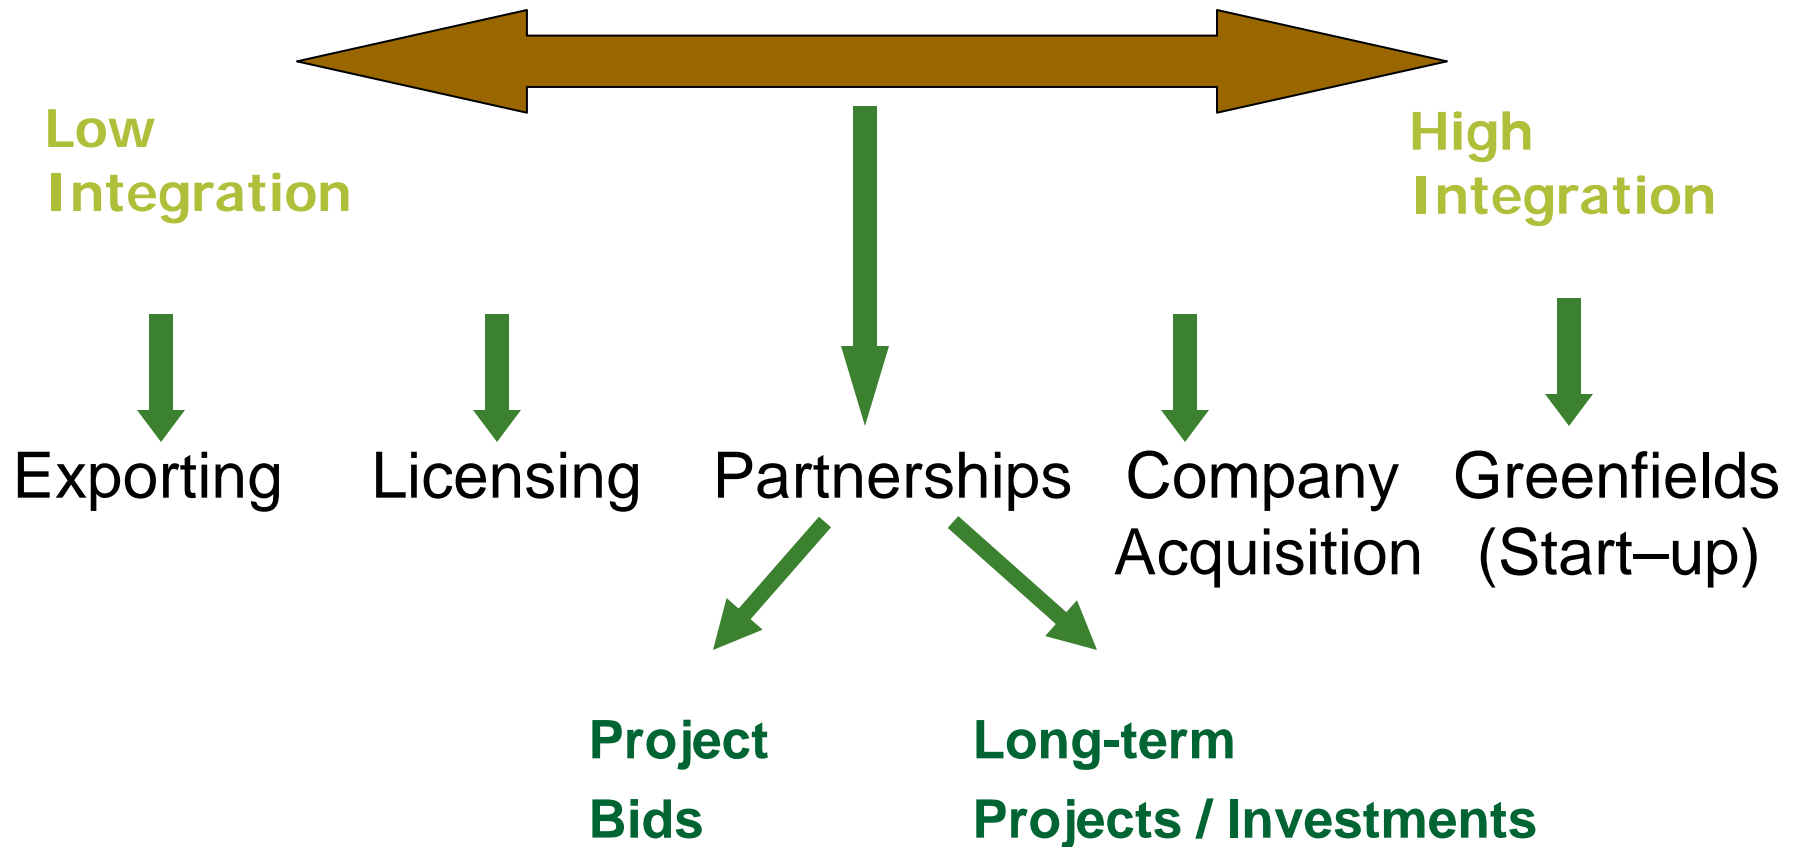 Low
Integration
High
Integration
Exporting
Licensing
Partnerships
Company
Acquisition
Greenfields
(Start–up)
Project
Bids
Long-term
Projects / Investments